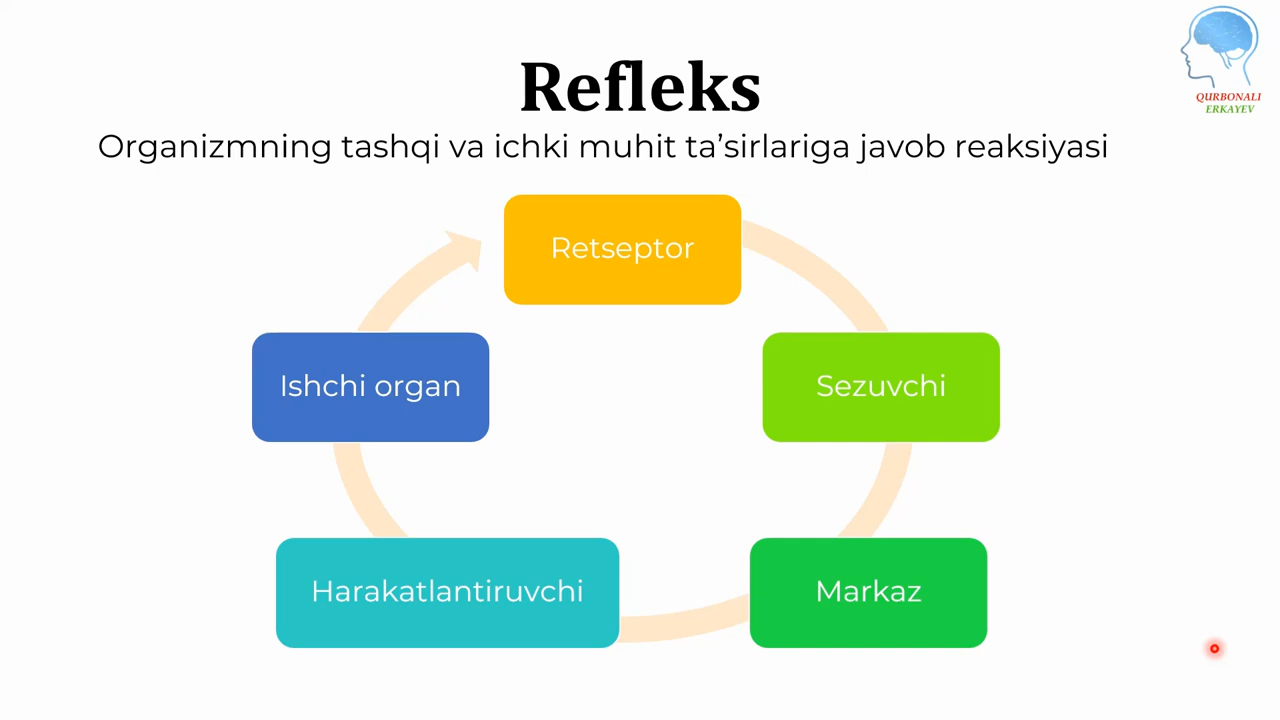 QURBONALI
ERKAYEV
Refleks
Organizmning tashqi va ichki muhit ta’sirlariga javob reaksiyasi
Retseptor
Sezuvchi
Markaz
Harakatlantiruvchi
Ishchi organ